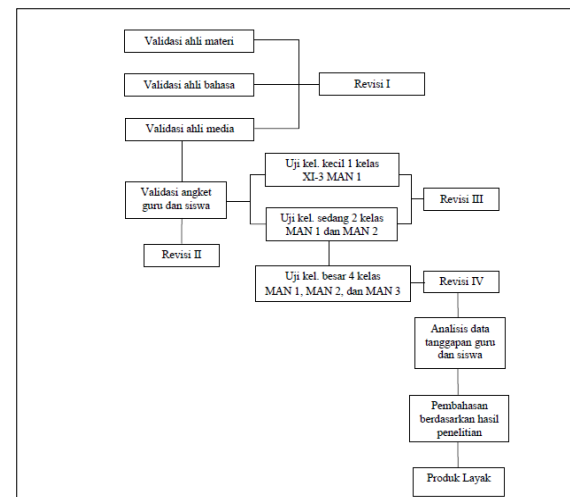 Validasi ahli materi
Validasi ahli bahasa
Revisi I
Validasi ahli media
Uji kel. kecil 1 kelas
XI-3 MAN 1
Validasi angket
guru dan siswa
Revisi III
Uji kel. sedang 2 kelas
MAN 1 dan MAN 2
Revisi II
Uji kel. besar 4 kelas
MAN 1, MAN 2, dan MAN 3
Revisi IV
Analisis data
tanggapan guru
dan siswa
Pembahasan
berdasarkan hasil
penelitian
Produk Layak